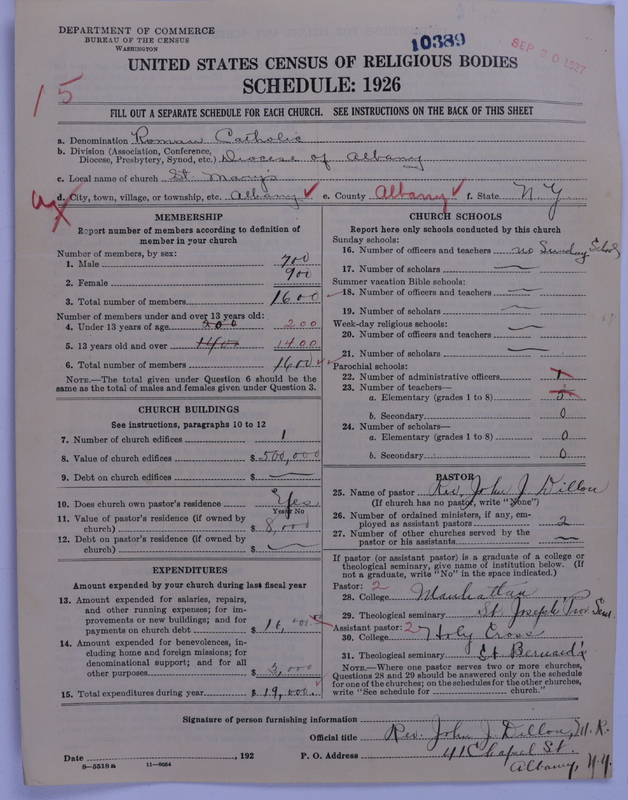 DEPARTMENT OF COMMERCE
BUREAU OF THE CENSUS
WASHINGTON
10389
SEP 20 1927
UNITED STATES CENSUS OF RELIGIOUS BODIES
SCHEDULE: 1926
15
FILL OUT A SEPARATE SCHEDULE FOR EACH CHURCH. SEE INSTRUCTIONS ON THE BACK OF THIS SHEET
a. Denomination Roman Catholic
b. Division (Association, Conference,
Diocese, Presbytery, Synod, etc.) Diocese of Albany
c. Local name of church St. Mary's
d. City, town, village, or township, etc. Albany e. County Albany f. State N.Y.
MEMBERSHIP
Report number of members according to definition of
member in your church
Number of members, by sex:
1. Male 700
2. Female 900
3. Total number of members 1600
Number of members under and over 13 years old:
4. Under 13 years of age 200 200
5. 13 years old and over 1400 1400
6. Total number of members 1600
NOTE.—The total given under Question 6 should be the
same as the total of males and females given under Question 3.
CHURCH BUILDINGS
See instructions, paragraphs 10 to 12
7. Number of church edifices 1
8. Value of church edifices $ 500,000
9. Debt on church edifices $ —
10. Does church own pastor's residence Yes
Yes or No
11. Value of pastor's residence (if owned by
church) $ 8,000
12. Debt on pastor's residence (if owned by
church) $ —
EXPENDITURES
Amount expended by your church during last fiscal year
13. Amount expended for salaries, repairs,
and other running expenses; for im-
provements or new buildings; and for
payments on church debt $ 16,000
14. Amount expended for benevolences, in-
cluding home and foreign missions; for
denominational support; and for all
other purposes $ 3,000
15. Total expenditures during year $ 19,000
CHURCH SCHOOLS
Report here only schools conducted by this church
Sunday schools:
16. Number of officers and teachers no Sunday School
17. Number of scholars —
Summer vacation Bible schools:
18. Number of officers and teachers —
19. Number of scholars —
Week-day religious schools:
20. Number of officers and teachers —
21. Number of scholars —
Parochial schools:
22. Number of administrative officers 1
23. Number of teachers—
a. Elementary (grades 1 to 8)
b. Secondary 0
24. Number of scholars—
a. Elementary (grades 1 to 8) 0
b. Secondary 0
PASTOR
25. Name of pastor Rev. John J. Dillon
(If church has no pastor, write "None")
26. Number of ordained ministers, if any, em-
ployed as assistant pastors 2
27. Number of other churches served by the
pastor or his assistants —
If pastor (or assistant pastor) is a graduate of a college or
theological seminary, give name of institution below. (If
not a graduate, write "No" in the space indicated.)
Pastor: 2
28. College Manhattan
29. Theological seminary St. Joseph Pro Sem
Assistant pastor: 2
30. College Holy Cross
31. Theological seminary St Bernard's
NOTE.—Where one pastor serves two or more churches,
Questions 28 and 29 should be answered only on the schedule
for one of the churches; on the schedules for the other churches,
write "See schedule for church."
Signature of person furnishing information
Official title Rev. John J. Dillon, M.R.
Date , 192 P. O. Address 41 Chapel St.
Albany, N.Y.
8—5518a 11—9064